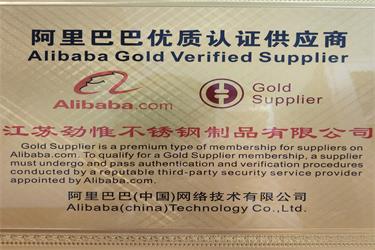 阿里巴巴优质认证供应商
Alibaba Gold Verified Supplier
Alibaba.com
Gold
Supplier
江苏劲惟不锈钢制品有限公司
Gold Supplier is a premium type of membership for suppliers on
Alibaba.com. To qualify for a Gold Supplier membership, a supplier
must undergo and pass authentication and verification procedures
conducted by a reputable third-party security service provider
appointed by Alibaba.com.
阿里巴巴(中国)网络技术有限公司
Alibaba(china)Technology Co.,Ltd.